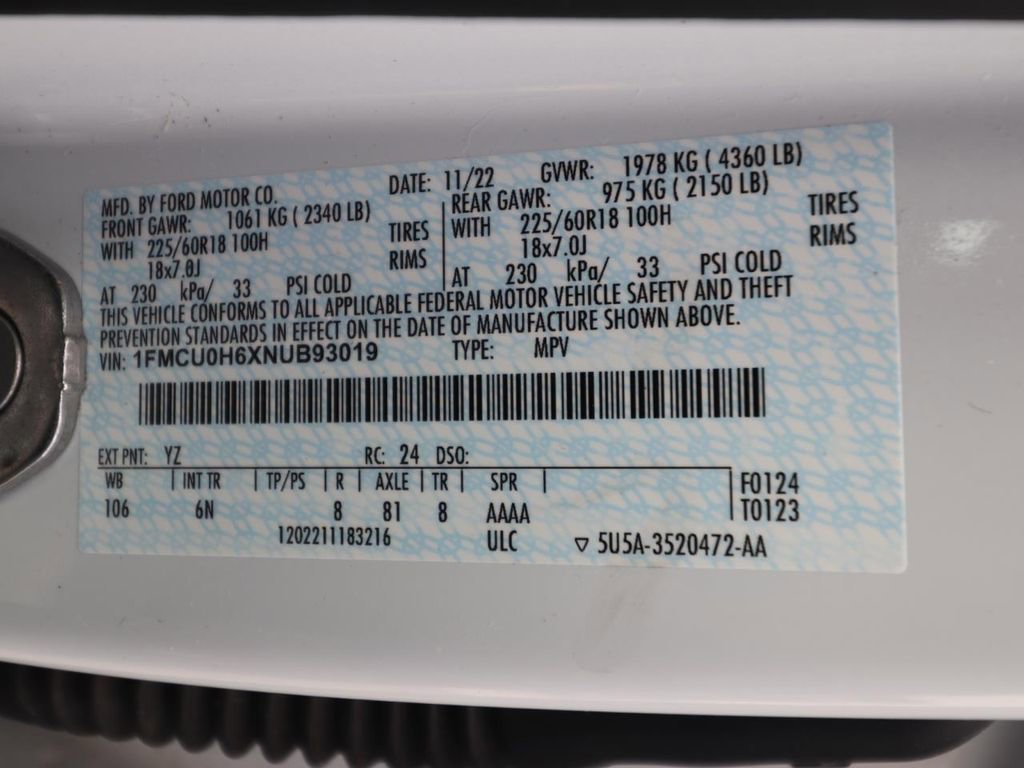 MFD. BY FORD MOTOR CO. DATE: 11/22 GVWR: 1978 KG ( 4360 LB)
FRONT GAWR: 1061 KG ( 2340 LB) REAR GAWR: 975 KG ( 2150 LB)
WITH 225/60R18 100H TIRES WITH 225/60R18 100H TIRES
18x7.0J RIMS 18x7.0J RIMS
AT 230 kPa/ 33 PSI COLD AT 230 kPa/ 33 PSI COLD
THIS VEHICLE CONFORMS TO ALL APPLICABLE FEDERAL MOTOR VEHICLE SAFETY AND THEFT
PREVENTION STANDARDS IN EFFECT ON THE DATE OF MANUFACTURE SHOWN ABOVE.
VIN: 1FMCU0H6XNUB93019 TYPE: MPV
EXT PNT: YZ RC: 24 DSO:
WB INT TR TP/PS R AXLE TR SPR F0124
106 6N 8 81 8 AAAA T0123
1202211183216 ULC ▽ 5U5A-3520472-AA